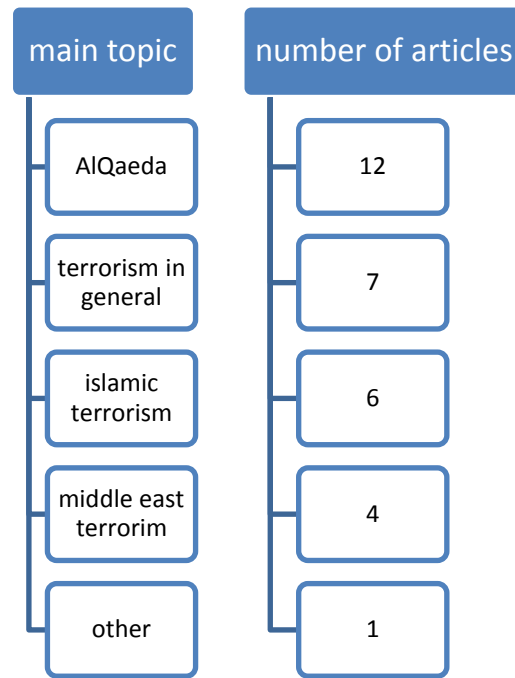 main topic
number of articles
AlQaeda
12
terrorism in
general
7
islamic
terrorism
6
middle east
terrorim
4
other
1